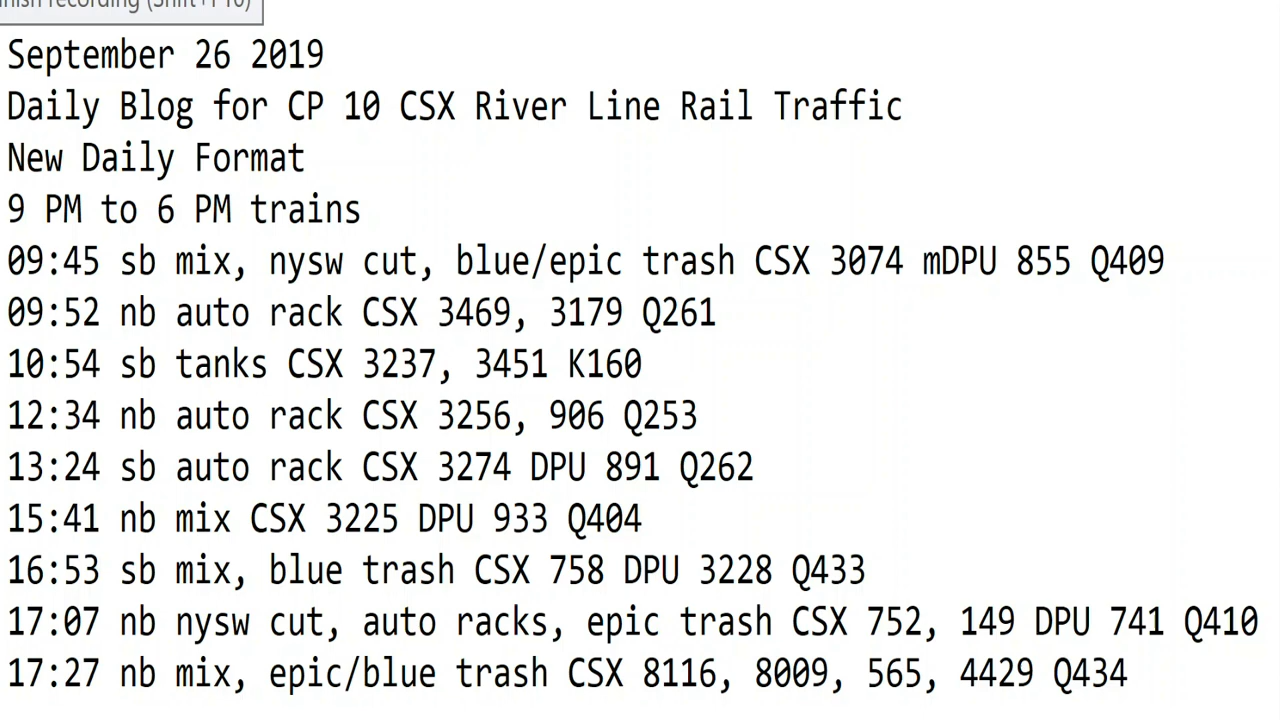 September 26 2019
Daily Blog for CP 10 CSX River Line Rail Traffic
New Daily Format
9 PM to 6 PM trains
09:45 sb mix, nysw cut, blue/epic trash CSX 3074 mDPU 855 Q409
09:52 nb auto rack CSX 3469, 3179 Q261
10:54 sb tanks CSX 3237, 3451 K160
12:34 nb auto rack CSX 3256, 906 Q253
13:24 sb auto rack CSX 3274 DPU 891 Q262
15:41 nb mix CSX 3225 DPU 933 Q404
16:53 sb mix, blue trash CSX 758 DPU 3228 Q433
17:07 nb nysw cut, auto racks, epic trash CSX 752, 149 DPU 741 Q410
17:27 nb mix, epic/blue trash CSX 8116, 8009, 565, 4429 Q434